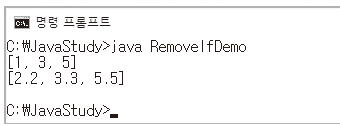 명령 프롬프트
C:\JavaStudy>java RemoveIfDemo
[1, 3, 5]
[2.2, 3.3, 5.5]
C:\JavaStudy>